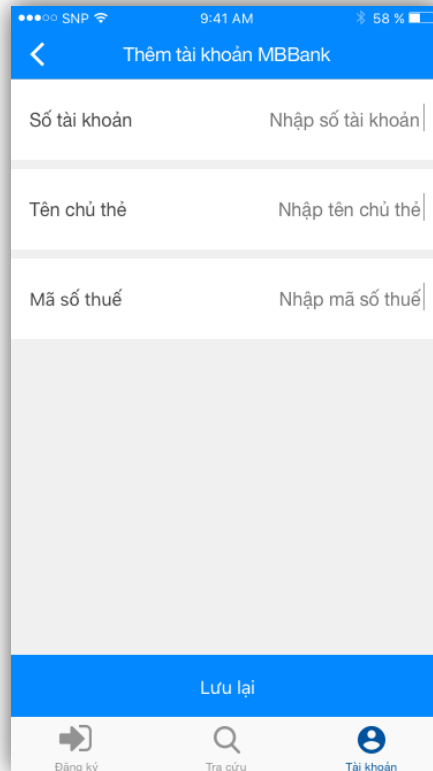 SNP 9:41 AM 58 %
Thêm tài khoản MBBank
Số tài khoản Nhập số tài khoản
Tên chủ thẻ Nhập tên chủ thẻ
Mã số thuế Nhập mã số thuế
Lưu lại
Đăng ký Tra cứu Tài khoản